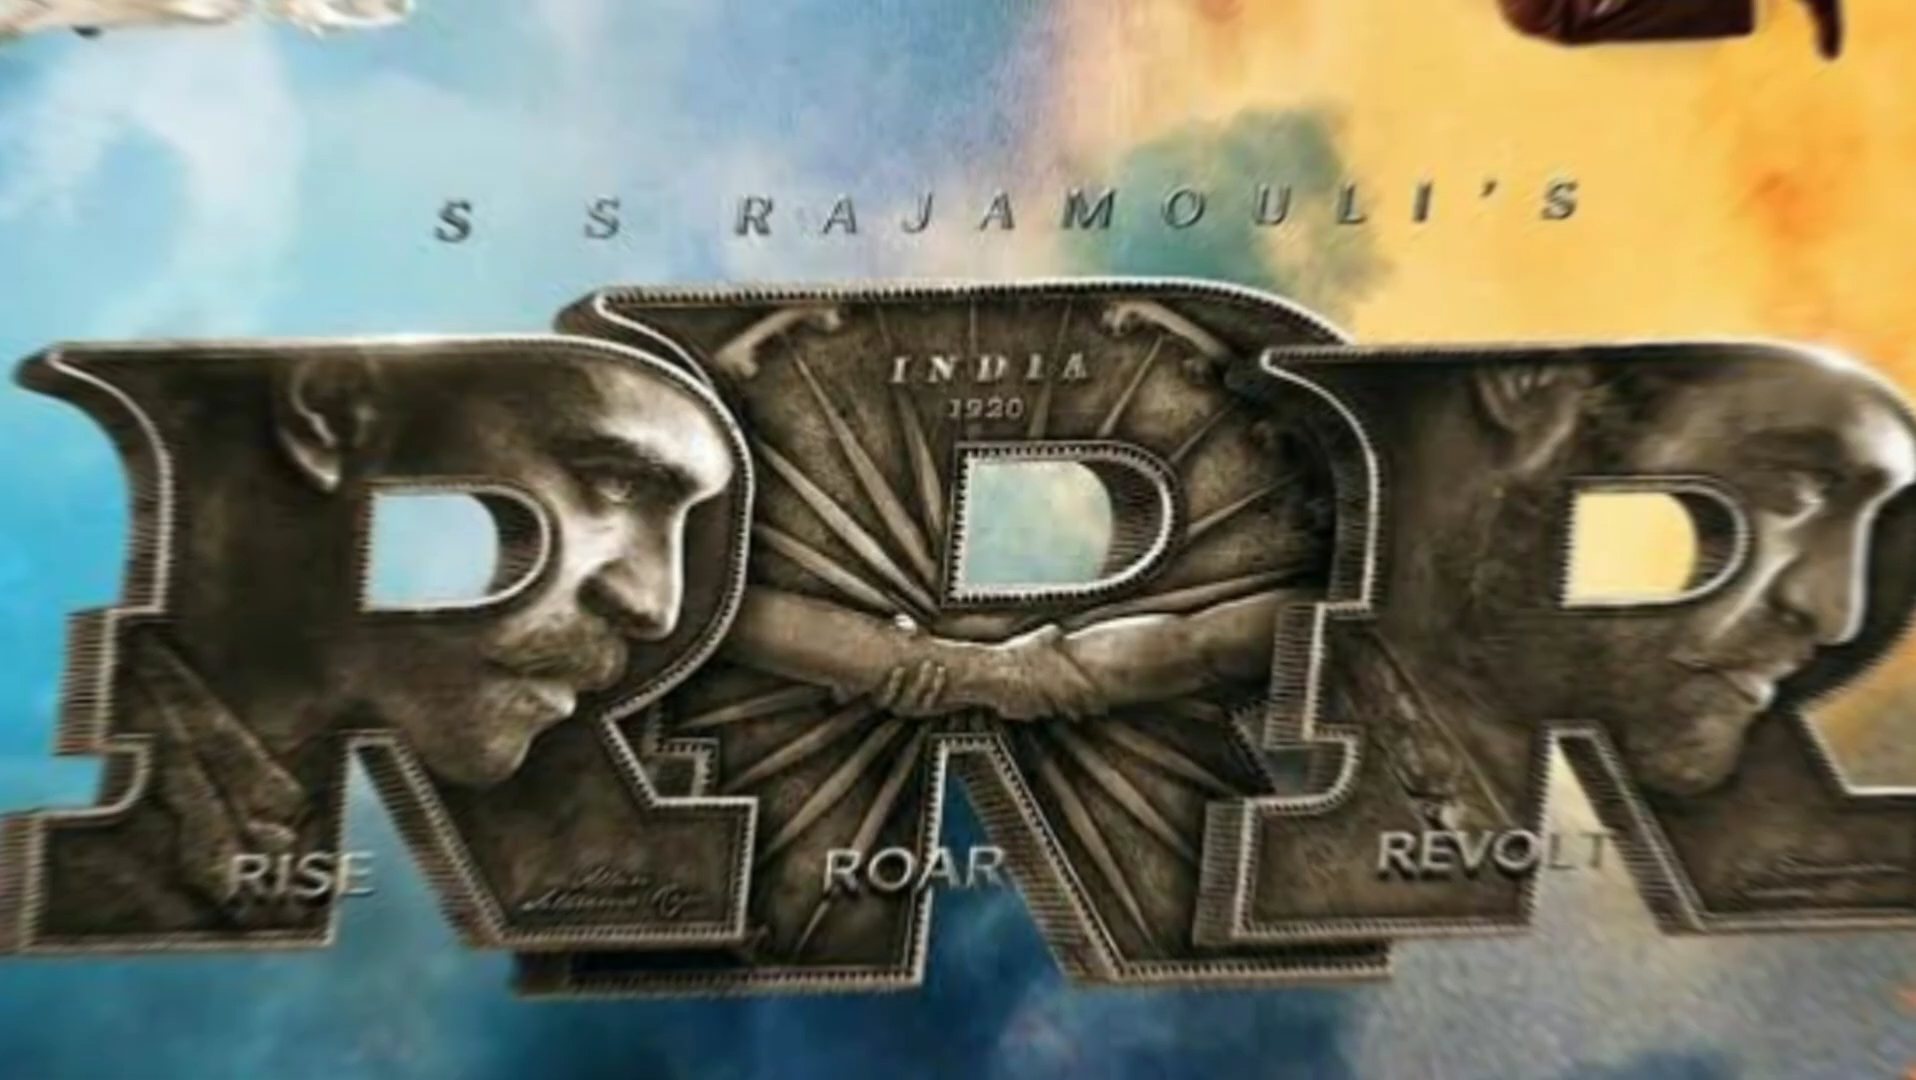 S S RAJAMOULI'S
INDIA
1920
RRR
RISE ROAR REVOLT